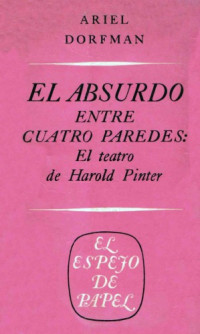 ARIEL
DORFMAN
EL ABSURDO
ENTRE
CUATRO PAREDES:
El teatro
de Harold Pinter
EL
ESPEJO
DE
PAPEL